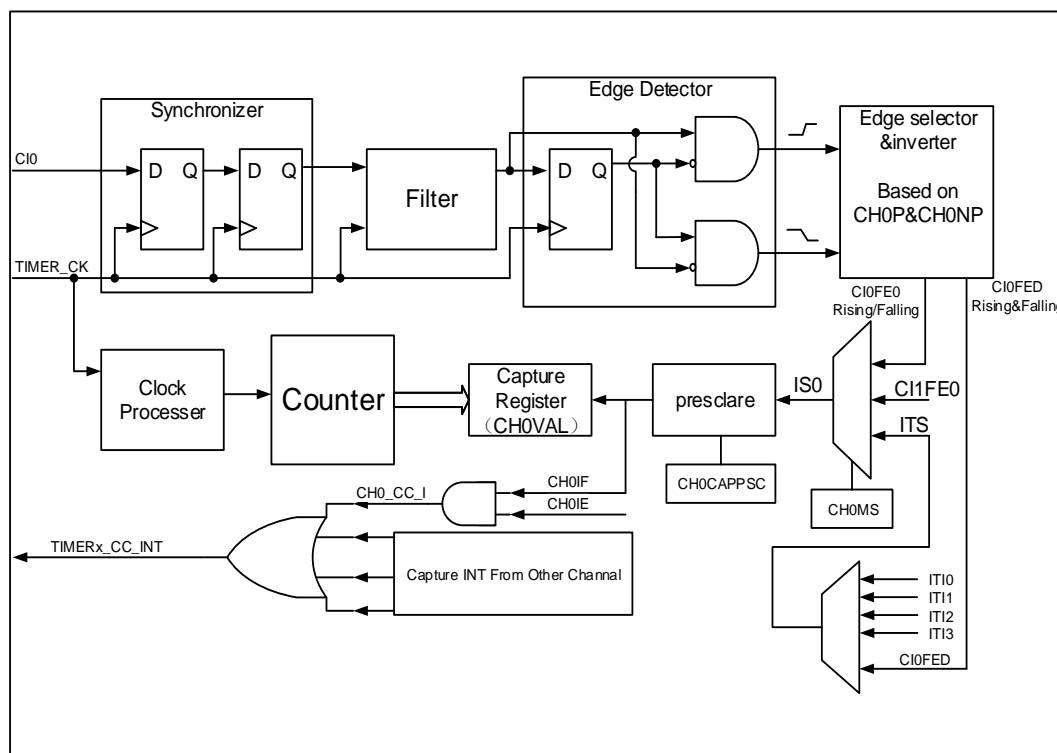 Synchronizer
Edge Detector
Edge selector
&inverter
Based on
CH0P&CH0NP
CI0
D Q
D Q
Filter
D Q
TIMER_CK
CI0FE0
Rising/Falling
CI0FED
Rising&Falling
Clock
Processer
Counter
Capture
Register
（CH0VAL）
presclare
IS0
CI1FE0
ITS
CH0CAPPSC
CH0MS
CH0_CC_I
CH0IF
CH0IE
TIMERx_CC_INT
Capture INT From Other Channal
ITI0
ITI1
ITI2
ITI3
CI0FED